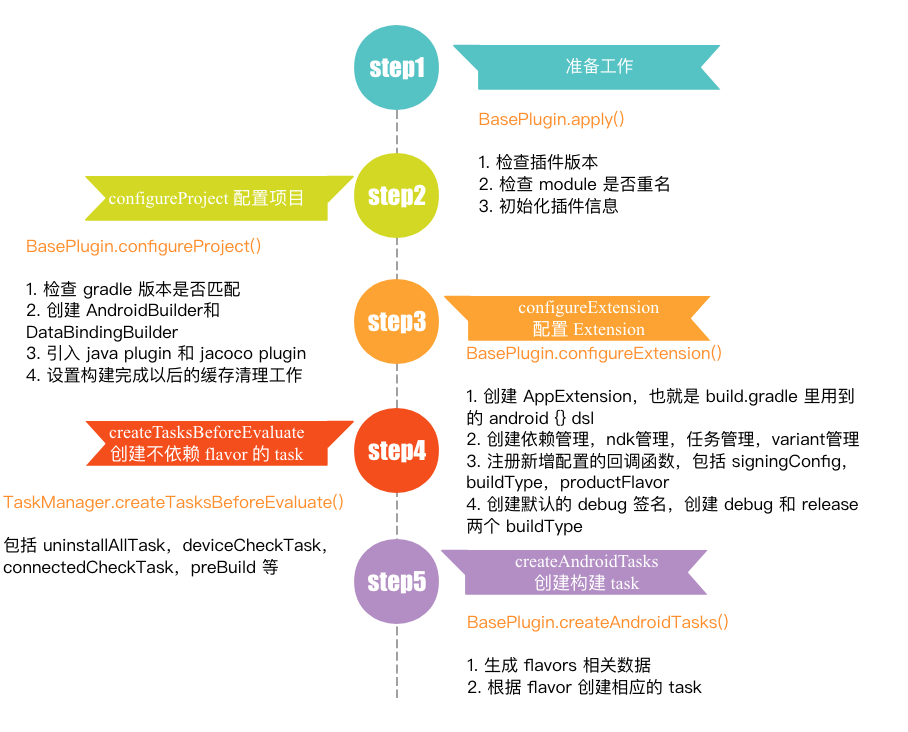 step1
准备工作
BasePlugin.apply()
1. 检查插件版本
2. 检查 module 是否重名
3. 初始化插件信息
step2
configureProject 配置项目
BasePlugin.configureProject()
1. 检查 gradle 版本是否匹配
2. 创建 AndroidBuilder和
DataBindingBuilder
3. 引入 java plugin 和 jacoco plugin
4. 设置构建完成以后的缓存清理工作
step3
configureExtension
配置 Extension
BasePlugin.configureExtension()
1. 创建 AppExtension，也就是 build.gradle 里用到
的 android {} dsl
2. 创建依赖管理，ndk管理，任务管理，variant管理
3. 注册新增配置的回调函数，包括 signingConfig，
buildType，productFlavor
4. 创建默认的 debug 签名，创建 debug 和 release
两个 buildType
step4
createTasksBeforeEvaluate
创建不依赖 flavor 的 task
TaskManager.createTasksBeforeEvaluate()
包括 uninstallAllTask，deviceCheckTask，
connectedCheckTask，preBuild 等
step5
createAndroidTasks
创建构建 task
BasePlugin.createAndroidTasks()
1. 生成 flavors 相关数据
2. 根据 flavor 创建相应的 task